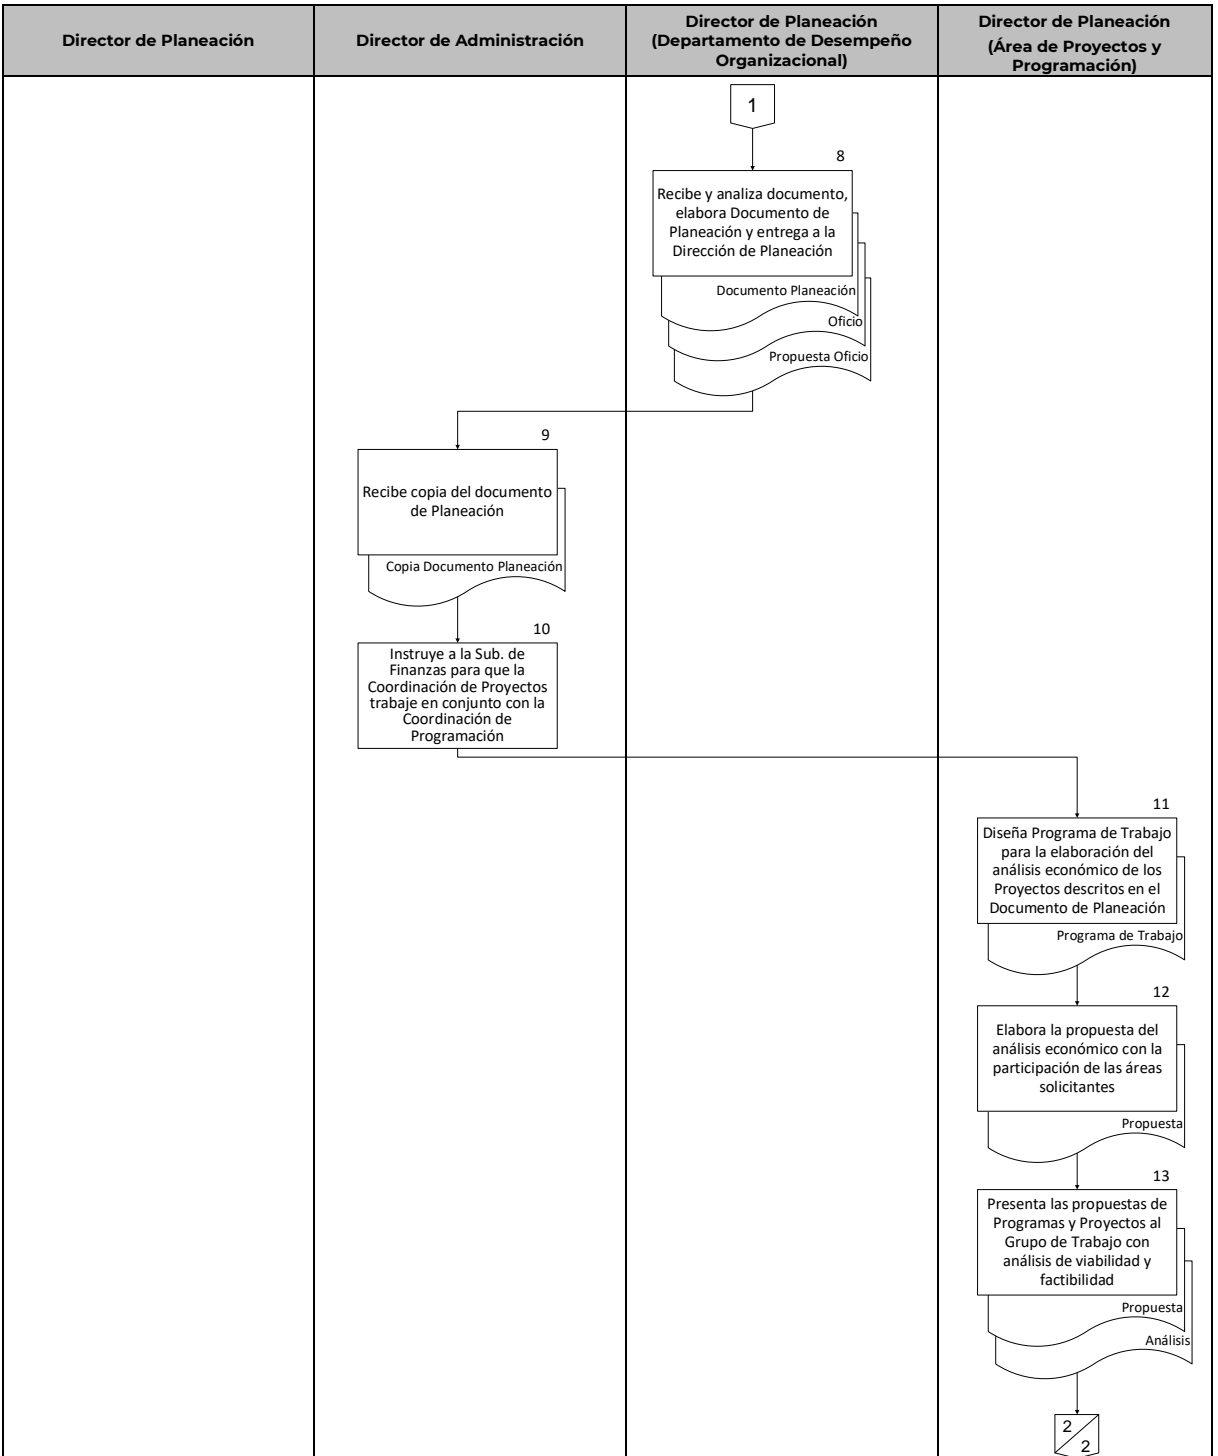 Director de Planeación
Director de Administración
Director de Planeación
(Departamento de Desempeño
Organizacional)
Director de Planeación
(Área de Proyectos y
Programación)
1
8
Recibe y analiza documento,
elabora Documento de
Planeación y entrega a la
Dirección de Planeación
Documento Planeación
Oficio
Propuesta Oficio
9
Recibe copia del documento
de Planeación
Copia Documento Planeación
10
Instruye a la Sub. de
Finanzas para que la
Coordinación de Proyectos
trabaje en conjunto con la
Coordinación de
Programación
11
Diseña Programa de Trabajo
para la elaboración del
análisis económico de los
Proyectos descritos en el
Documento de Planeación
Programa de Trabajo
12
Elabora la propuesta del
análisis económico con la
participación de las áreas
solicitantes
Propuesta
13
Presenta las propuestas de
Programas y Proyectos al
Grupo de Trabajo con
análisis de viabilidad y
factibilidad
Propuesta
Análisis
2
2